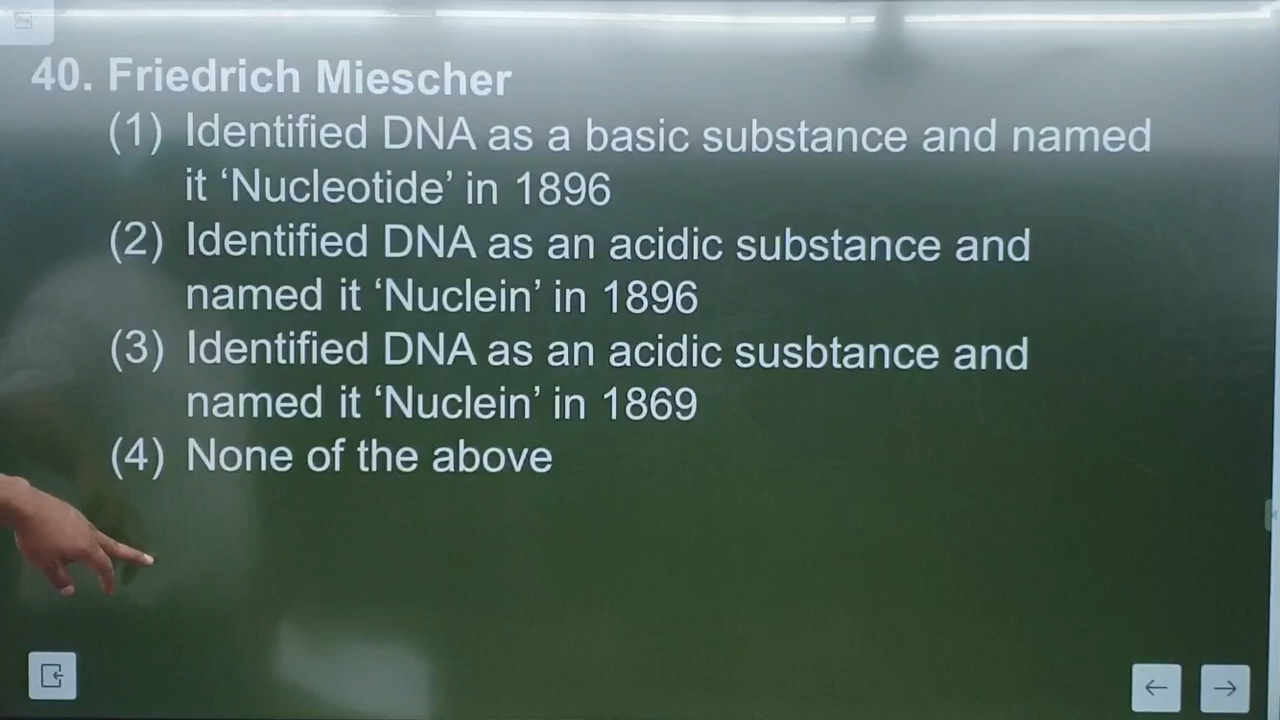 40. Friedrich Miescher
(1) Identified DNA as a basic substance and named
it ‘Nucleotide’ in 1896
(2) Identified DNA as an acidic substance and
named it ‘Nuclein’ in 1896
(3) Identified DNA as an acidic susbtance and
named it ‘Nuclein’ in 1869
(4) None of the above